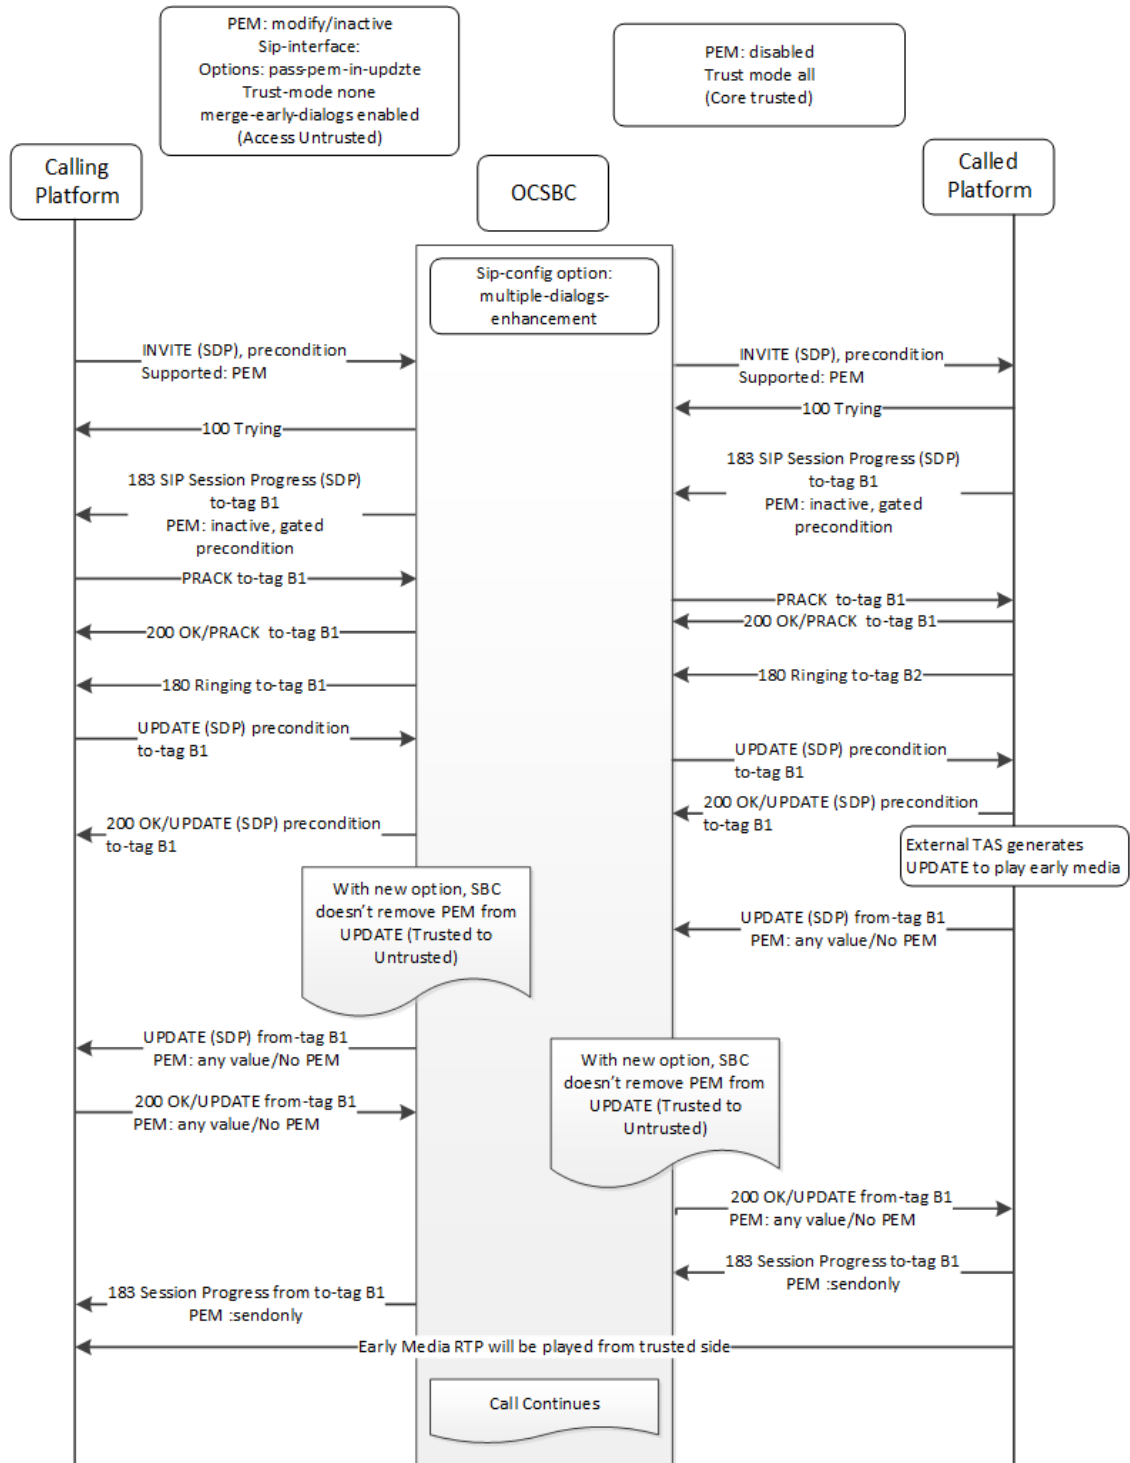 PEM: modify/inactive
Sip-interface:
Options: pass-pem-in-updzte
Trust-mode none
merge-early-dialogs enabled
(Access Untrusted)
PEM: disabled
Trust mode all
(Core trusted)
Calling
Platform
OCSBC
Called
Platform
Sip-config option:
multiple-dialogs-
enhancement
INVITE (SDP), precondition
Supported: PEM
INVITE (SDP), precondition
Supported: PEM
100 Trying
100 Trying
183 SIP Session Progress (SDP)
to-tag B1
PEM: inactive, gated
precondition
183 SIP Session Progress (SDP)
to-tag B1
PEM: inactive, gated
precondition
PRACK to-tag B1
PRACK to-tag B1
200 OK/PRACK to-tag B1
200 OK/PRACK to-tag B1
180 Ringing to-tag B2
180 Ringing to-tag B1
UPDATE (SDP) precondition
to-tag B1
UPDATE (SDP) precondition
to-tag B1
200 OK/UPDATE (SDP) precondition
to-tag B1
200 OK/UPDATE (SDP) precondition
to-tag B1
External TAS generates
UPDATE to play early media
With new option, SBC
doesn't remove PEM from
UPDATE (Trusted to
Untrusted)
UPDATE (SDP) from-tag B1
PEM: any value/No PEM
UPDATE (SDP) from-tag B1
PEM: any value/No PEM
With new option, SBC
doesn't remove PEM from
UPDATE (Trusted to
Untrusted)
200 OK/UPDATE from-tag B1
PEM: any value/No PEM
200 OK/UPDATE from-tag B1
PEM: any value/No PEM
183 Session Progress to-tag B1
PEM :sendonly
183 Session Progress from to-tag B1
PEM :sendonly
Early Media RTP will be played from trusted side
Call Continues